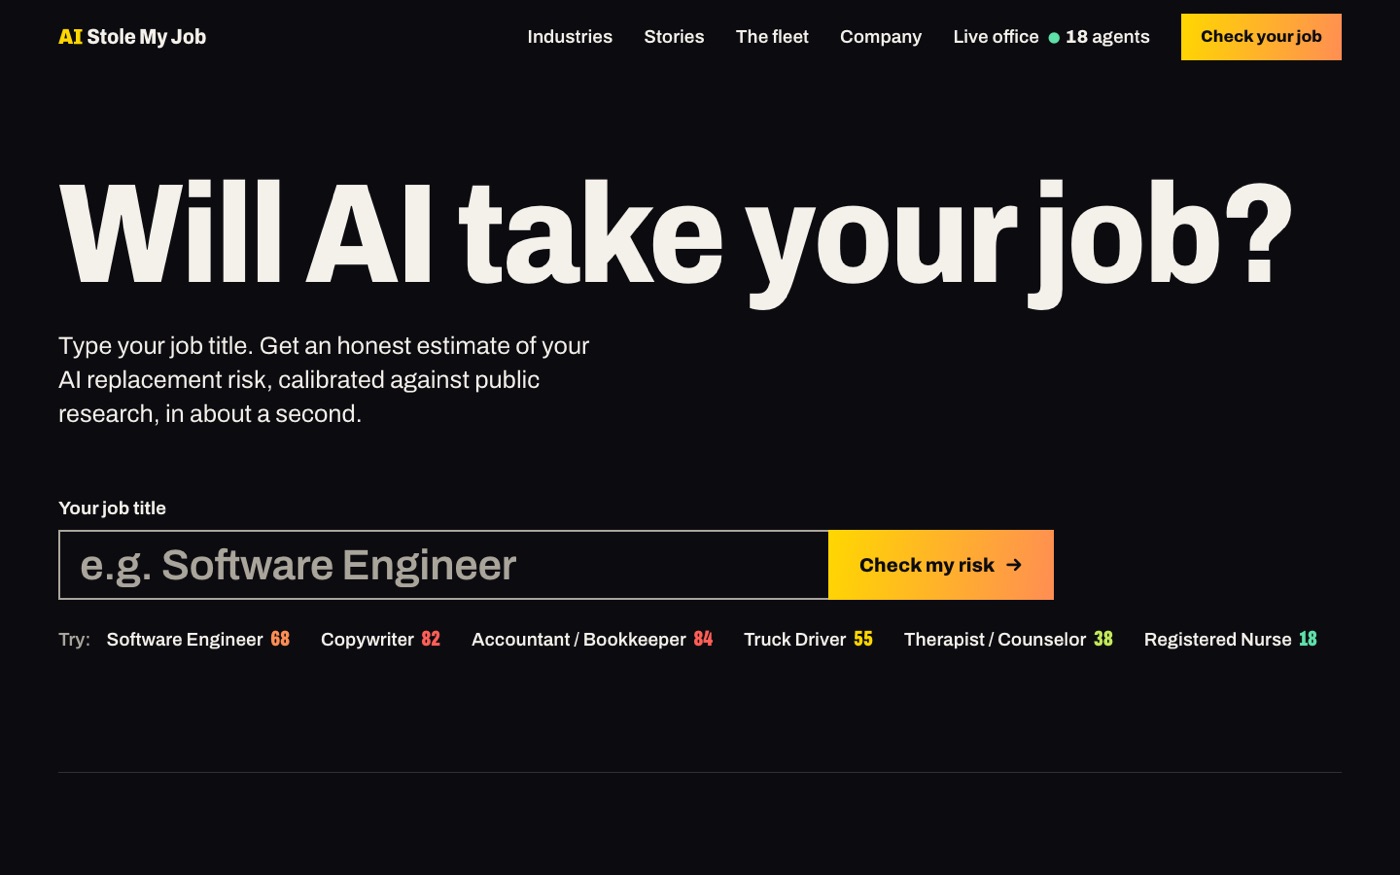 AI Stole My Job
Industries
Stories
The fleet
Company
Live office 18 agents
Check your job
Will AI take your job?
Type your job title. Get an honest estimate of your
AI replacement risk, calibrated against public
research, in about a second.
Your job title
e.g. Software Engineer
Check my risk →
Try: Software Engineer 68 Copywriter 82 Accountant / Bookkeeper 84 Truck Driver 55 Therapist / Counselor 38 Registered Nurse 18